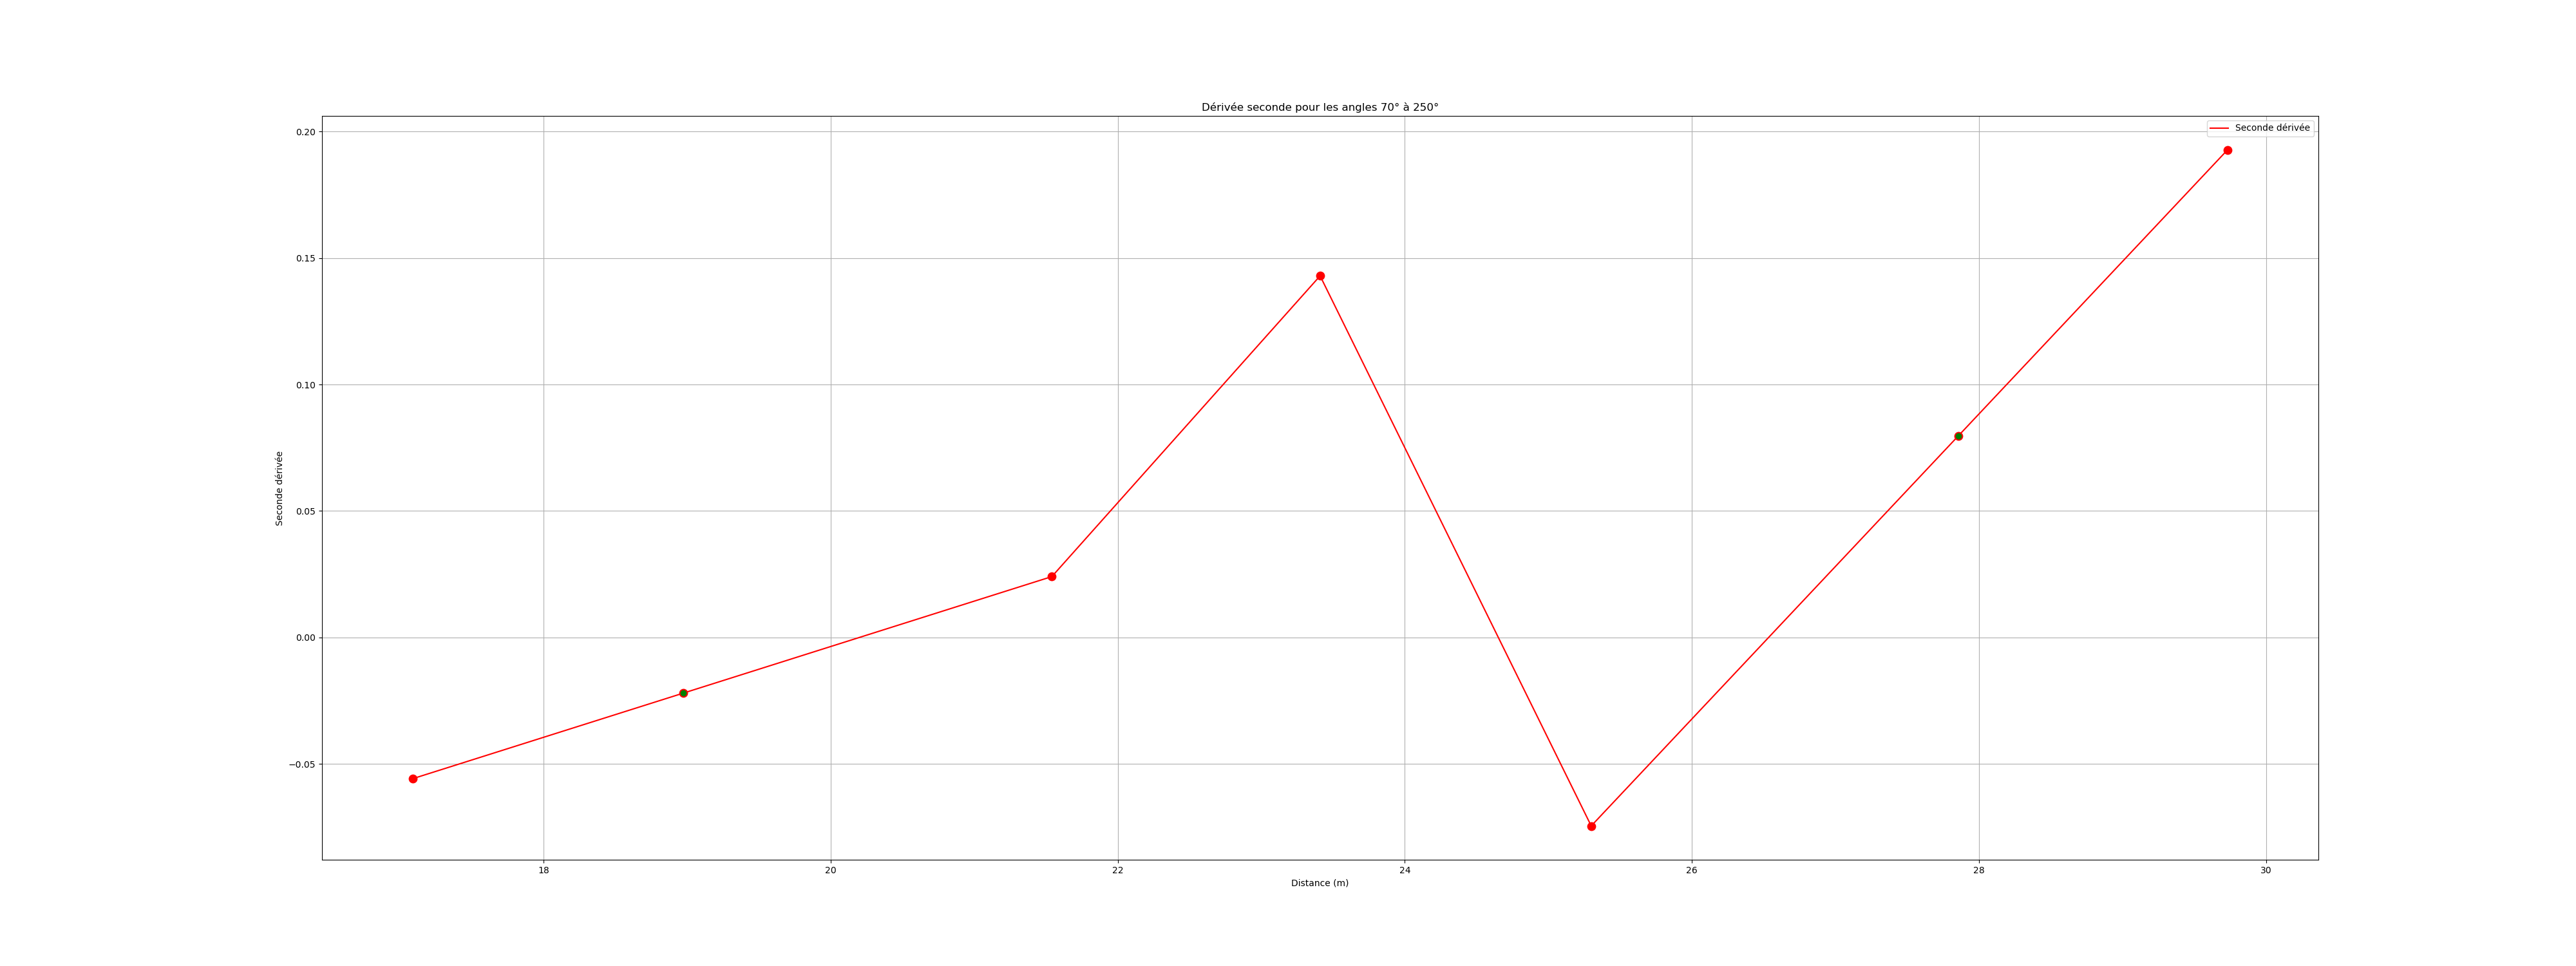 Dérivée seconde pour les angles 70° à 250°
Seconde dérivée
0.20
0.15
0.10
0.05
0.00
−0.05
Seconde dérivée
18 20 22 24 26 28 30
Distance (m)